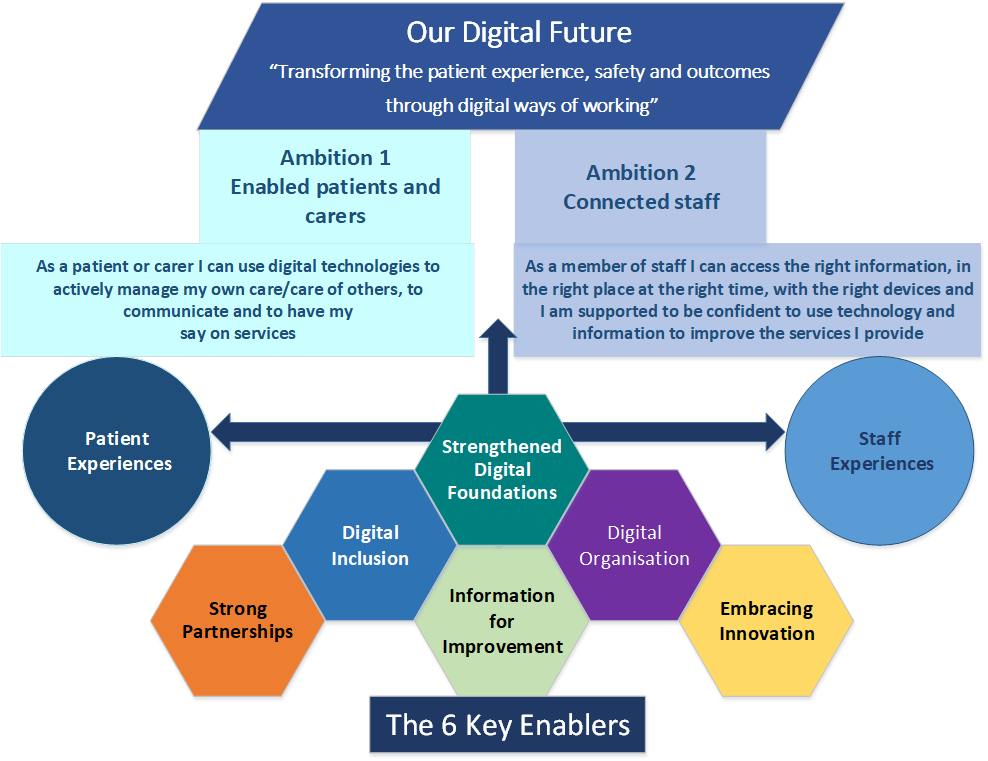 Our Digital Future
“Transforming the patient experience, safety and outcomes
through digital ways of working”
Ambition 1
Enabled patients and
carers
Ambition 2
Connected staff
As a patient or carer I can use digital technologies to
actively manage my own care/care of others, to
communicate and to have my
say on services
As a member of staff I can access the right information, in
the right place at the right time, with the right devices and
I am supported to be confident to use technology and
information to improve the services I provide
Patient
Experiences
Strengthened
Digital
Foundations
Staff
Experiences
Digital
Inclusion
Digital
Organisation
Strong
Partnerships
Information
for
Improvement
Embracing
Innovation
The 6 Key Enablers